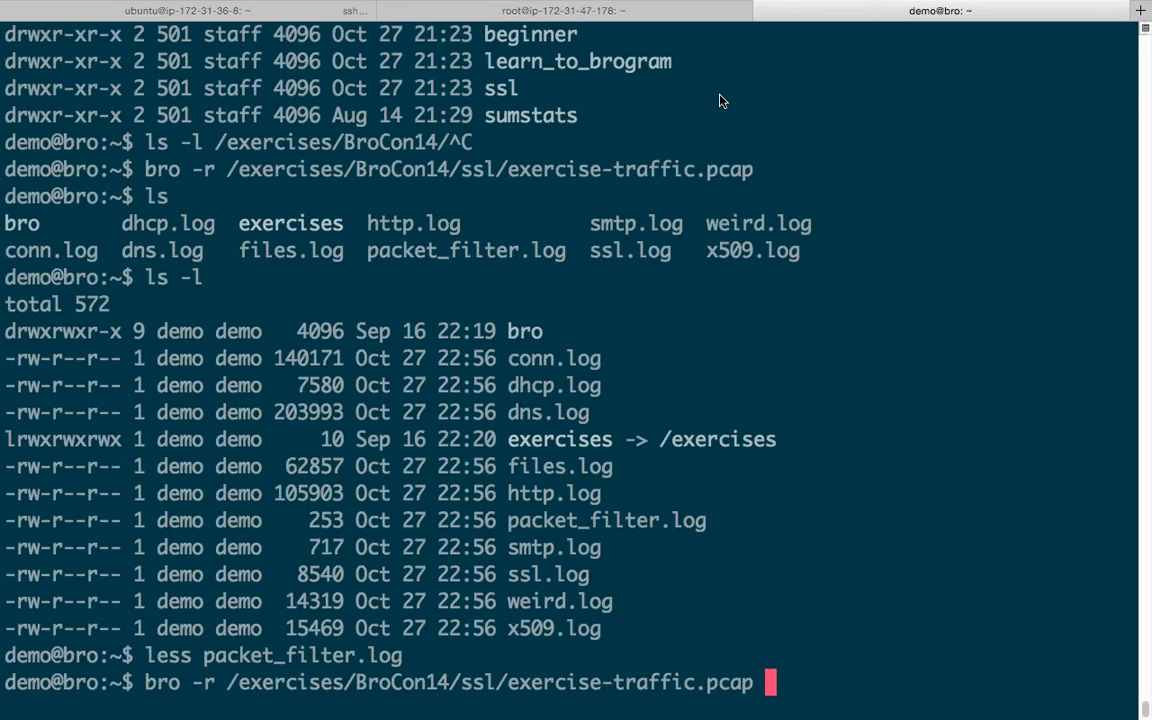 ubuntu@ip-172-31-36-8: ~ ssh... root@ip-172-31-47-178: ~ demo@bro: ~ +
drwxr-xr-x 2 501 staff 4096 Oct 27 21:23 beginner
drwxr-xr-x 2 501 staff 4096 Oct 27 21:23 learn_to_brogram
drwxr-xr-x 2 501 staff 4096 Oct 27 21:23 ssl
drwxr-xr-x 2 501 staff 4096 Aug 14 21:29 sumstats
demo@bro:~$ ls -l /exercises/BroCon14/^C
demo@bro:~$ bro -r /exercises/BroCon14/ssl/exercise-traffic.pcap
demo@bro:~$ ls
bro dhcp.log exercises http.log smtp.log weird.log
conn.log dns.log files.log packet_filter.log ssl.log x509.log
demo@bro:~$ ls -l
total 572
drwxrwxr-x 9 demo demo 4096 Sep 16 22:19 bro
-rw-r--r-- 1 demo demo 140171 Oct 27 22:56 conn.log
-rw-r--r-- 1 demo demo 7580 Oct 27 22:56 dhcp.log
-rw-r--r-- 1 demo demo 203993 Oct 27 22:56 dns.log
lrwxrwxrwx 1 demo demo 10 Sep 16 22:20 exercises -> /exercises
-rw-r--r-- 1 demo demo 62857 Oct 27 22:56 files.log
-rw-r--r-- 1 demo demo 105903 Oct 27 22:56 http.log
-rw-r--r-- 1 demo demo 253 Oct 27 22:56 packet_filter.log
-rw-r--r-- 1 demo demo 717 Oct 27 22:56 smtp.log
-rw-r--r-- 1 demo demo 8540 Oct 27 22:56 ssl.log
-rw-r--r-- 1 demo demo 14319 Oct 27 22:56 weird.log
-rw-r--r-- 1 demo demo 15469 Oct 27 22:56 x509.log
demo@bro:~$ less packet_filter.log
demo@bro:~$ bro -r /exercises/BroCon14/ssl/exercise-traffic.pcap